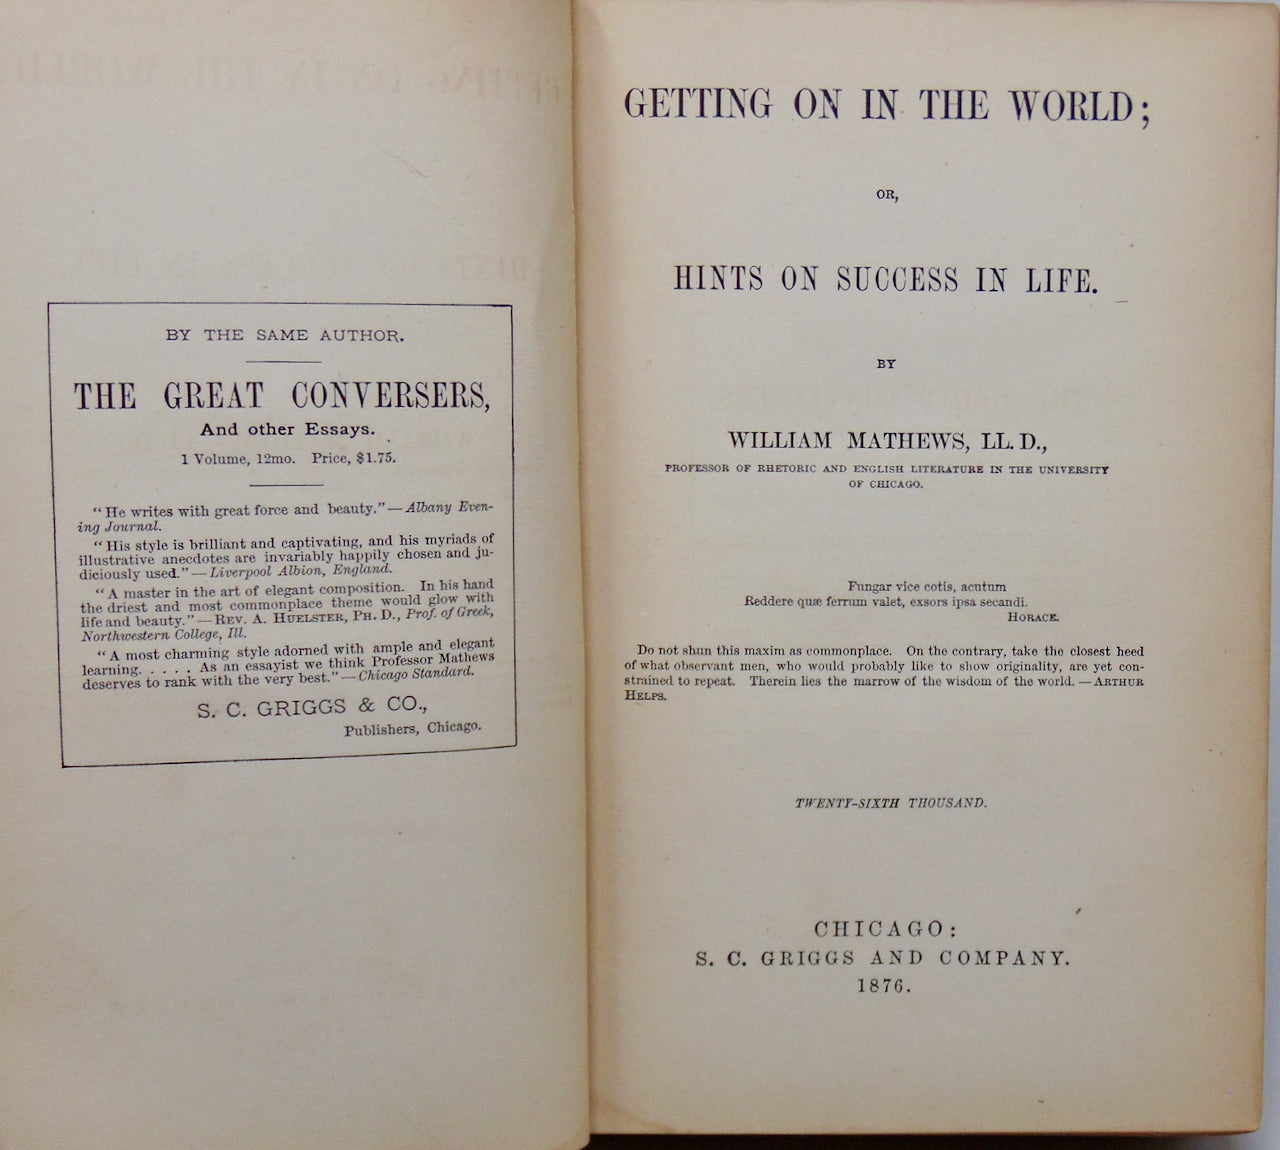 BY THE SAME AUTHOR.
THE GREAT CONVERSERS,
And other Essays.
1 Volume, 12mo. Price, $1.75.
"He writes with great force and beauty."—Albany Even-
ing Journal.
"His style is brilliant and captivating, and his myriads of
illustrative anecdotes are invariably happily chosen and ju-
diciously used."—Liverpool Albion, England.
"A master in the art of elegant composition. In his hand
the driest and most commonplace theme would glow with
life and beauty."—REV. A. HUELSTER, PH. D., Prof. of Greek,
Northwestern College, Ill.
"A most charming style adorned with ample and elegant
learning. . . . . As an essayist we think Professor Mathews
deserves to rank with the very best."—Chicago Standard.
S. C. GRIGGS & CO.,
Publishers, Chicago.
GETTING ON IN THE WORLD;
OR,
HINTS ON SUCCESS IN LIFE.
BY
WILLIAM MATHEWS, LL. D.,
PROFESSOR OF RHETORIC AND ENGLISH LITERATURE IN THE UNIVERSITY
OF CHICAGO.
Fungar vice cotis, acutum
Reddere quæ ferrum valet, exsors ipsa secandi.
HORACE.
Do not shun this maxim as commonplace. On the contrary, take the closest heed
of what observant men, who would probably like to show originality, are yet con-
strained to repeat. Therein lies the marrow of the wisdom of the world.—ARTHUR
HELPS.
TWENTY-SIXTH THOUSAND.
CHICAGO:
S. C. GRIGGS AND COMPANY.
1876.